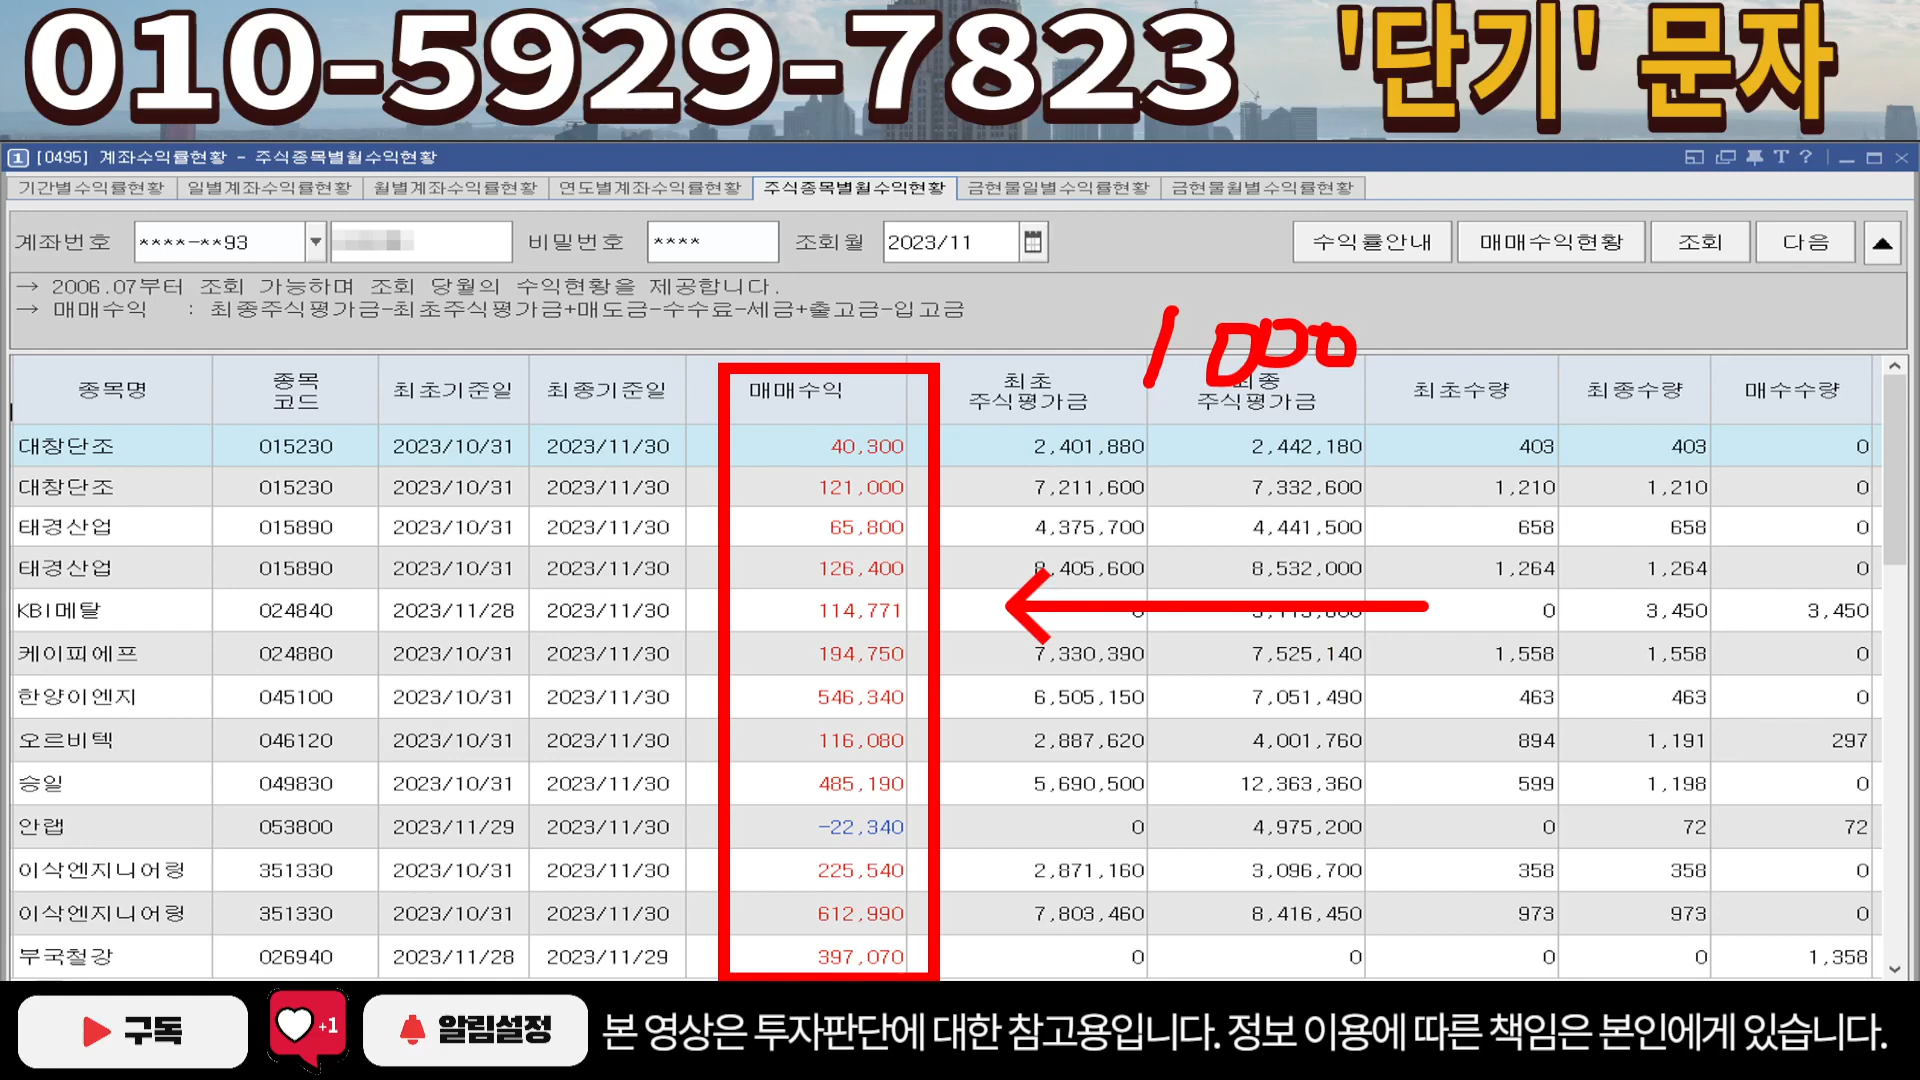 010-5929-7823 '단기' 문자
1 [0495] 계좌수익률현황 - 주식종목별월수익현황
기간별수익률현황 일별계좌수익률현황 월별계좌수익률현황 연도별계좌수익률현황 주식종목별월수익현황 금현물일별수익률현황 금현물월별수익률현황
계좌번호 ****-**93 비밀번호 **** 조회월 2023/11 수익률안내 매매수익현황 조회 다음
→ 2006.07부터 조회 가능하며 조회 당월의 수익현황을 제공합니다.
→ 매매수익 : 최종주식평가금-최초주식평가금+매도금-수수료-세금+출고금-입고금
1000
종목명 종목코드 최초기준일 최종기준일 매매수익 최초주식평가금 최종주식평가금 최초수량 최종수량 매수수량
대창단조 015230 2023/10/31 2023/11/30 40,300 2,401,880 2,442,180 403 403 0
대창단조 015230 2023/10/31 2023/11/30 121,000 7,211,600 7,332,600 1,210 1,210 0
태경산업 015890 2023/10/31 2023/11/30 65,800 4,375,700 4,441,500 658 658 0
태경산업 015890 2023/10/31 2023/11/30 126,400 8,405,600 8,532,000 1,264 1,264 0
KBI메탈 024840 2023/11/28 2023/11/30 114,771 0 0 3,450 3,450
케이피에프 024880 2023/10/31 2023/11/30 194,750 7,330,390 7,525,140 1,558 1,558 0
한양이엔지 045100 2023/10/31 2023/11/30 546,340 6,505,150 7,051,490 463 463 0
오르비텍 046120 2023/10/31 2023/11/30 116,080 2,887,620 4,001,760 894 1,191 297
승일 049830 2023/10/31 2023/11/30 485,190 5,690,500 12,363,360 599 1,198 0
안랩 053800 2023/11/29 2023/11/30 -22,340 0 4,975,200 0 72 72
이삭엔지니어링 351330 2023/10/31 2023/11/30 225,540 2,871,160 3,096,700 358 358 0
이삭엔지니어링 351330 2023/10/31 2023/11/30 612,990 7,803,460 8,416,450 973 973 0
부국철강 026940 2023/11/28 2023/11/29 397,070 0 0 0 0 1,358
구독 +1 알림설정 본 영상은 투자판단에 대한 참고용입니다. 정보 이용에 따른 책임은 본인에게 있습니다.